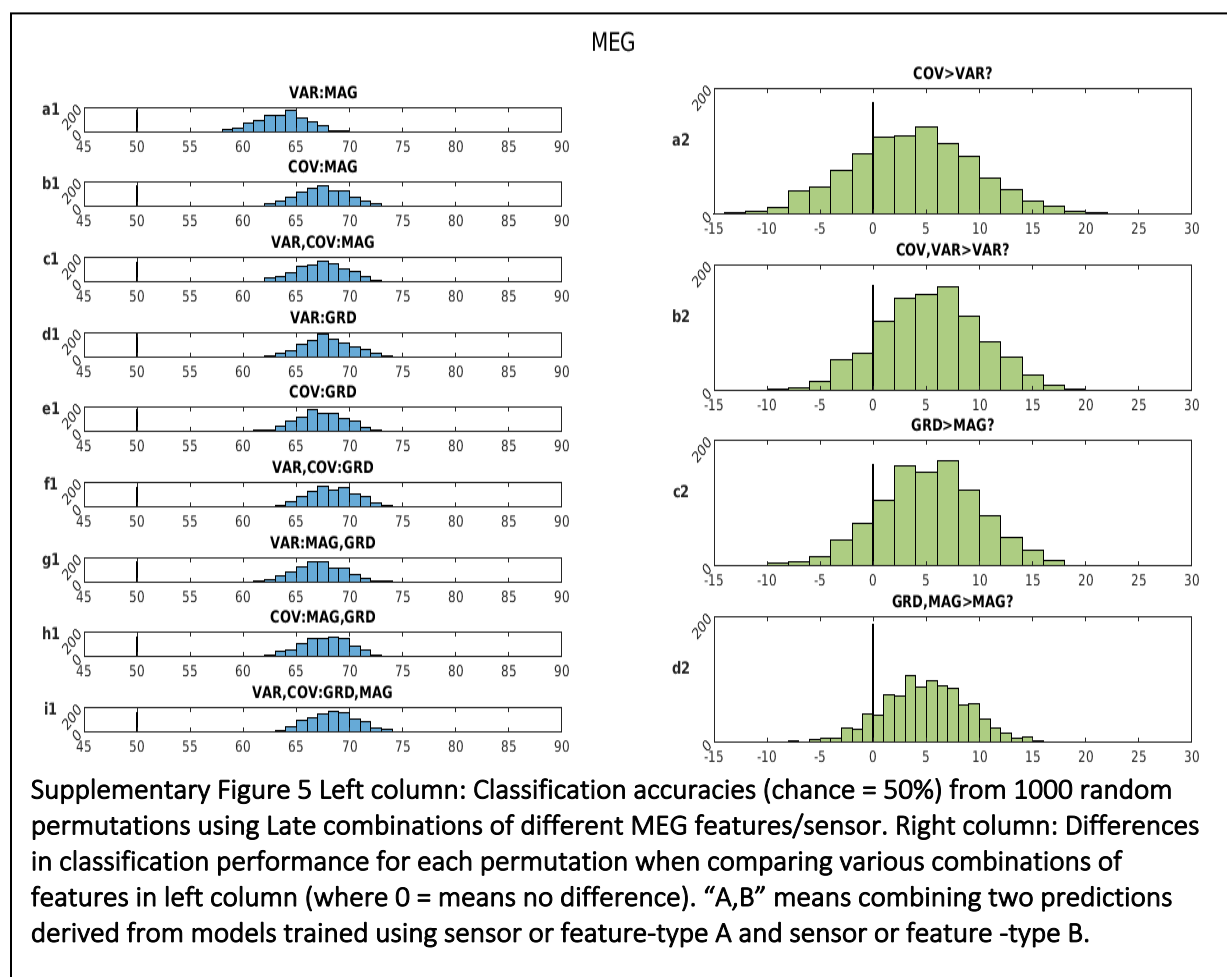 MEG
VAR:MAG
a1
200
0
45 50 55 60 65 70 75 80 85 90
COV:MAG
b1
200
0
45 50 55 60 65 70 75 80 85 90
VAR,COV:MAG
c1
200
0
45 50 55 60 65 70 75 80 85 90
VAR:GRD
d1
200
0
45 50 55 60 65 70 75 80 85 90
COV:GRD
e1
200
0
45 50 55 60 65 70 75 80 85 90
VAR,COV:GRD
f1
200
0
45 50 55 60 65 70 75 80 85 90
VAR:MAG,GRD
g1
200
0
45 50 55 60 65 70 75 80 85 90
COV:MAG,GRD
h1
200
0
45 50 55 60 65 70 75 80 85 90
VAR,COV:GRD,MAG
i1
200
0
45 50 55 60 65 70 75 80 85 90
COV>VAR?
200
a2
0
-15 -10 -5 0 5 10 15 20 25 30
COV,VAR>VAR?
200
b2
0
-15 -10 -5 0 5 10 15 20 25 30
GRD>MAG?
200
c2
0
-15 -10 -5 0 5 10 15 20 25 30
GRD,MAG>MAG?
200
d2
0
-15 -10 -5 0 5 10 15 20 25 30
Supplementary Figure 5 Left column: Classification accuracies (chance = 50%) from 1000 random
permutations using Late combinations of different MEG features/sensor. Right column: Differences
in classification performance for each permutation when comparing various combinations of
features in left column (where 0 = means no difference). “A,B” means combining two predictions
derived from models trained using sensor or feature-type A and sensor or feature -type B.